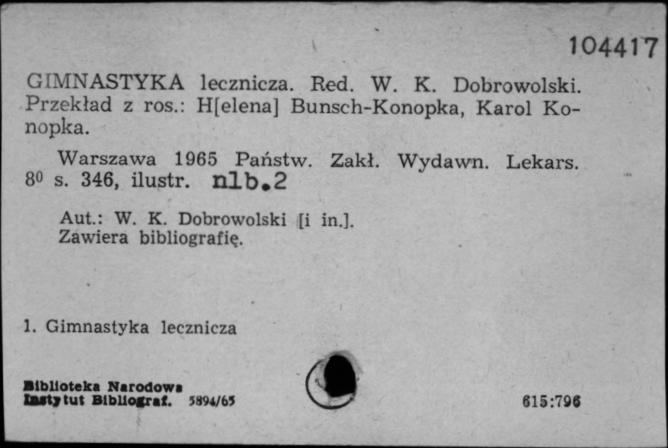 104417
GIMNASTYKA lecznicza. Red. W. K. Dobrowolski.
Przekład z ros.: H[elena] Bunsch-Konopka, Karol Ko-
nopka.
Warszawa 1965 Państw. Zakł. Wydawn. Lekars.
8⁰ s. 346, ilustr. nlb.2
Aut.: W. K. Dobrowolski [i in.].
Zawiera bibliografię.
1. Gimnastyka lecznicza
Biblioteka Narodowa
Instytut Bibliograf. 5894/65
615:796